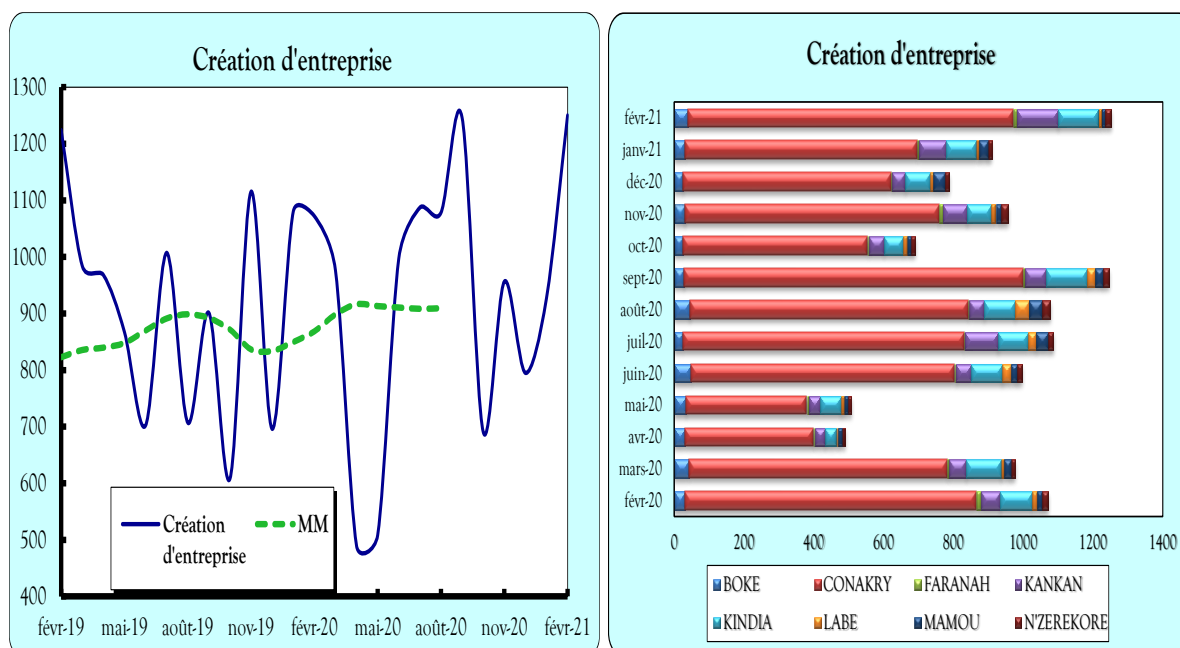 Création d'entreprise
1300
1200
1100
1000
900
800
700
600
500
400
Création d'entreprise
MM
févr-19 mai-19 août-19 nov-19 févr-20 mai-20 août-20 nov-20 févr-21
Création d'entreprise
févr-21
janv-21
déc-20
nov-20
oct-20
sept-20
août-20
juil-20
juin-20
mai-20
avr-20
mars-20
févr-20
0 200 400 600 800 1000 1200 1400
BOKE CONAKRY FARANAH KANKAN
KINDIA LABE MAMOU N'ZEREKORE